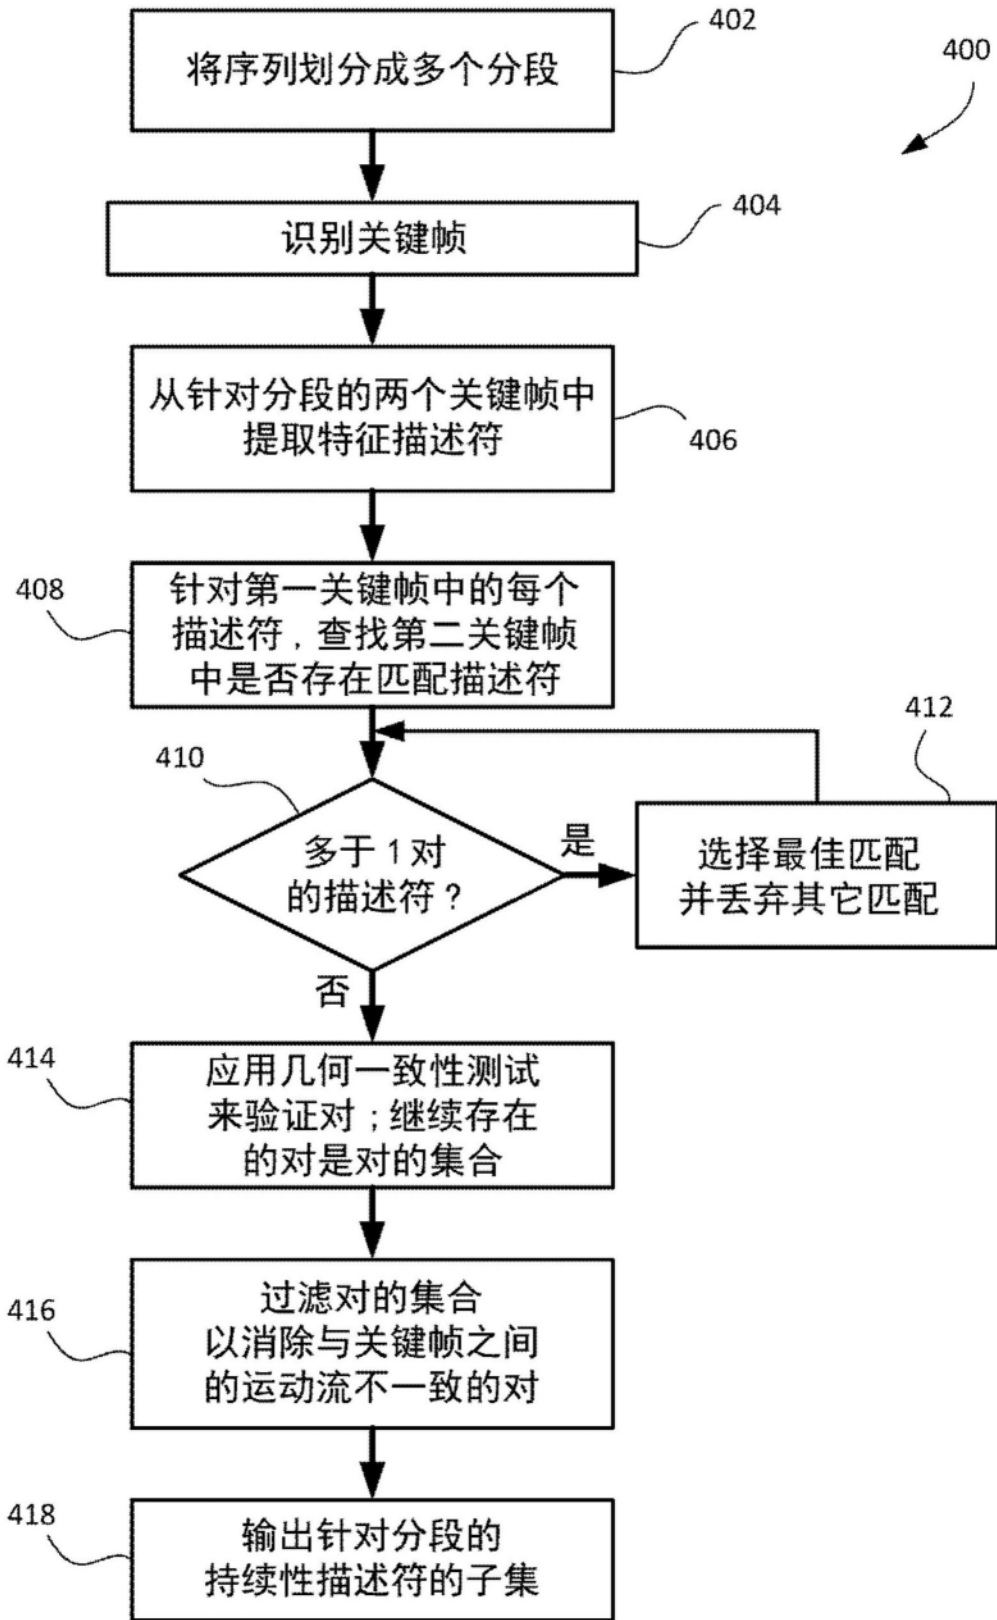 402
将序列划分成多个分段
400
404
识别关键帧
从针对分段的两个关键帧中
提取特征描述符
406
408
针对第一关键帧中的每个
描述符，查找第二关键帧
中是否存在匹配描述符
412
410
多于1对
的描述符？
是
选择最佳匹配
并丢弃其它匹配
否
414
应用几何一致性测试
来验证对；继续存在
的对是对的集合
416
过滤对的集合
以消除与关键帧之间
的运动流不一致的对
418
输出针对分段的
持续性描述符的子集